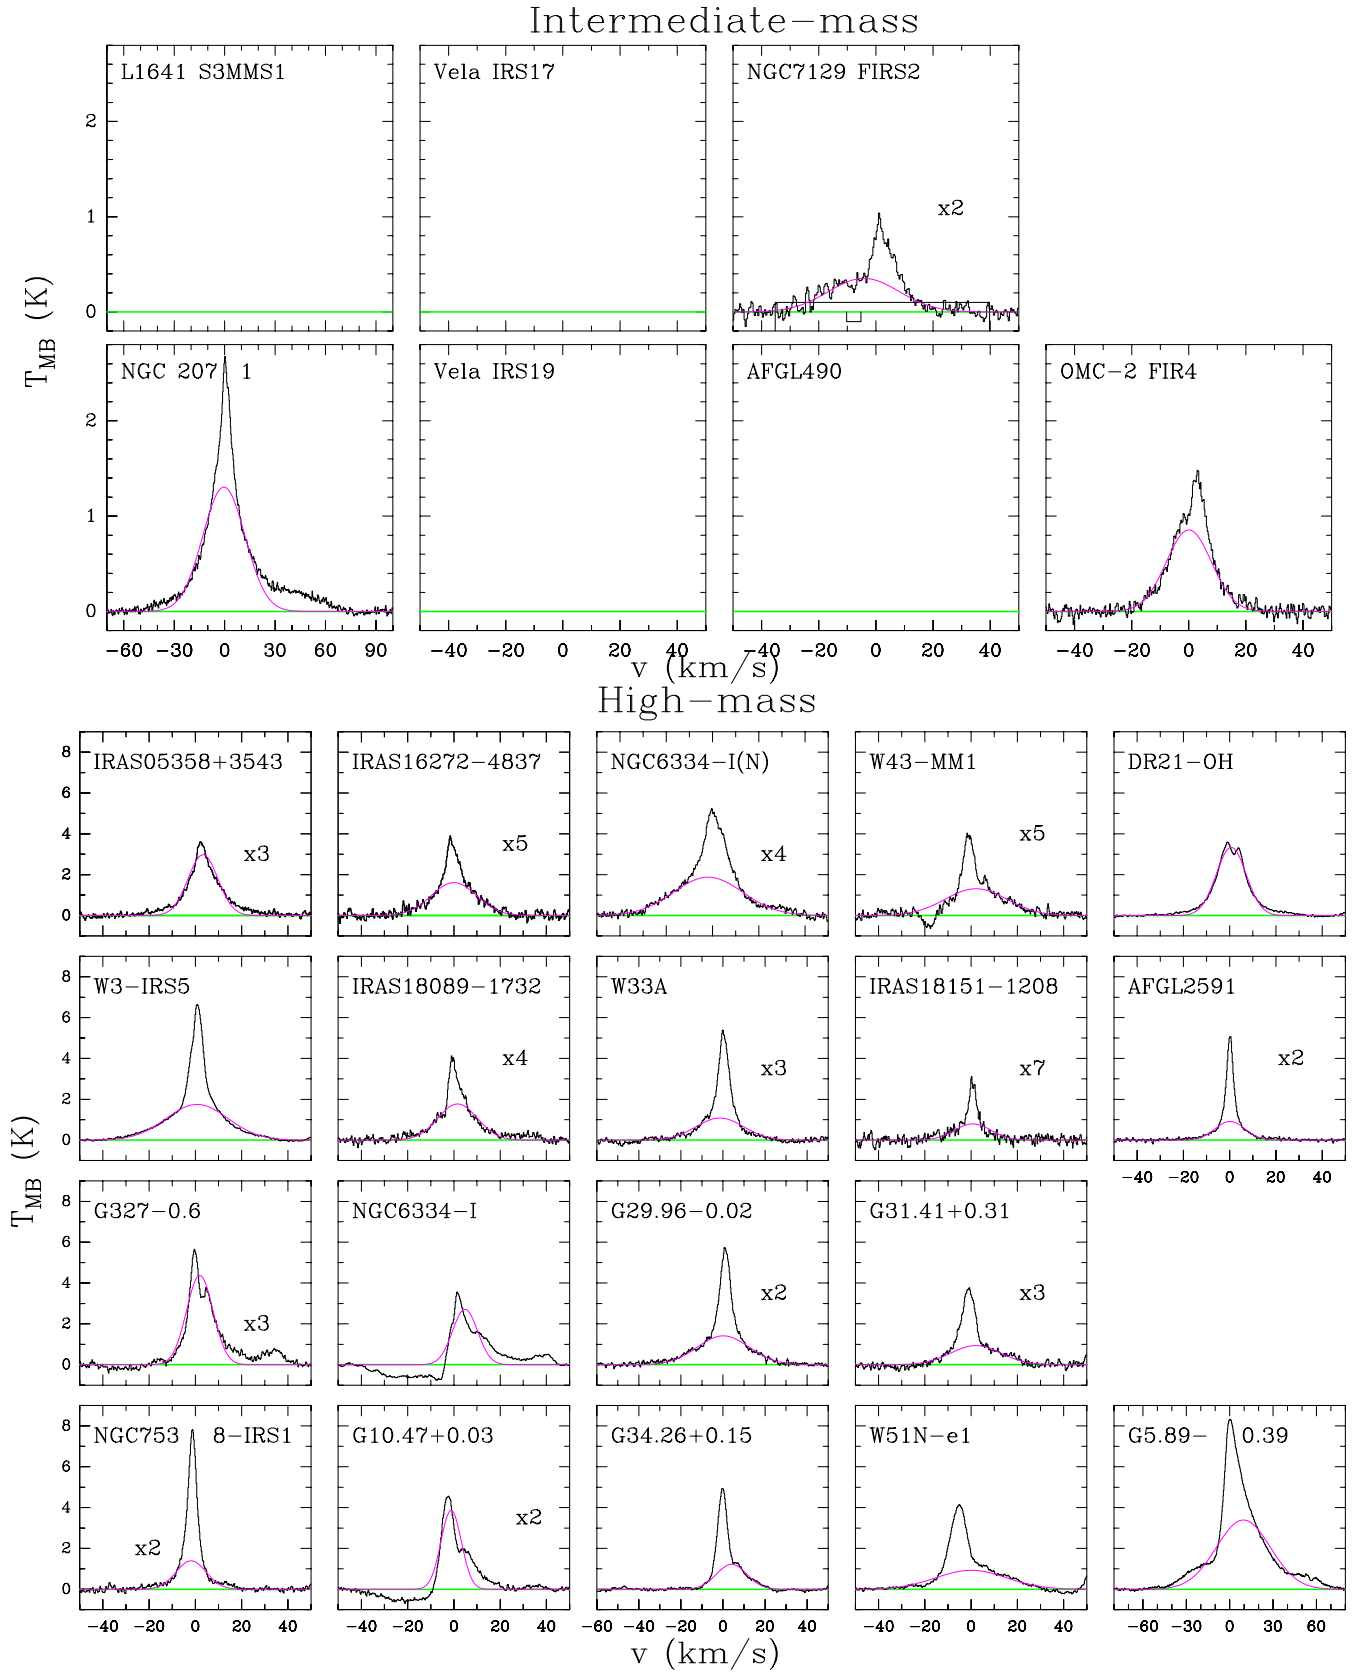 Intermediate-mass
L1641 S3MMS1
Vela IRS17
NGC7129 FIRS2
2
1
0
x2
T_MB (K)
NGC 207 1
Vela IRS19
AFGL490
OMC-2 FIR4
2
1
0
-60 -30 0 30 60 90
-40 -20 0 20 40
-40 -20 0 20 40
-40 -20 0 20 40
v (km/s)
High-mass
IRAS05358+3543
IRAS16272-4837
NGC6334-I(N)
W43-MM1
DR21-OH
8
6
4
2
0
x3
x5
x4
x5
W3-IRS5
IRAS18089-1732
W33A
IRAS18151-1208
AFGL2591
8
6
4
2
0
x4
x3
x7
x2
-40 -20 0 20 40
T_MB (K)
G327-0.6
NGC6334-I
G29.96-0.02
G31.41+0.31
8
6
4
2
0
x3
x2
x3
NGC753 8-IRS1
G10.47+0.03
G34.26+0.15
W51N-e1
G5.89- 0.39
8
6
4
2
0
x2
x2
-40 -20 0 20 40
-40 -20 0 20 40
-40 -20 0 20 40
-40 -20 0 20 40
-60 -30 0 30 60
v (km/s)